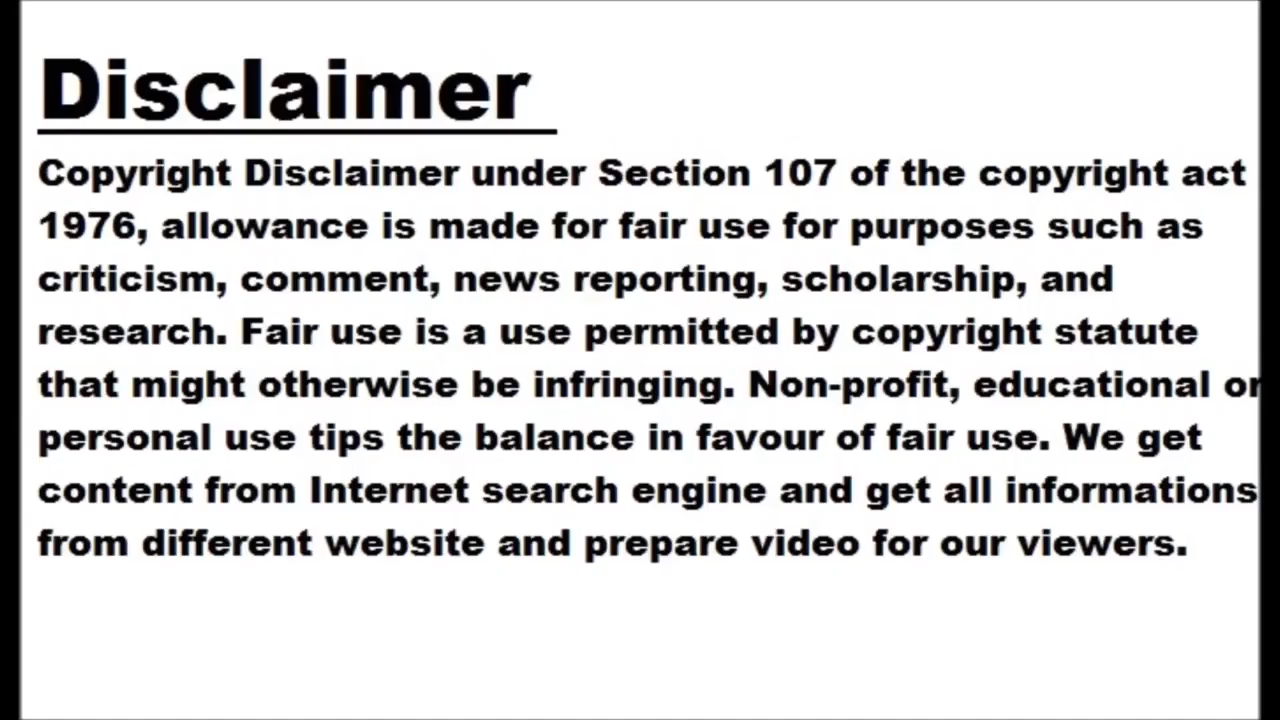 Disclaimer
Copyright Disclaimer under Section 107 of the copyright act
1976, allowance is made for fair use for purposes such as
criticism, comment, news reporting, scholarship, and
research. Fair use is a use permitted by copyright statute
that might otherwise be infringing. Non-profit, educational or
personal use tips the balance in favour of fair use. We get
content from Internet search engine and get all informations
from different website and prepare video for our viewers.